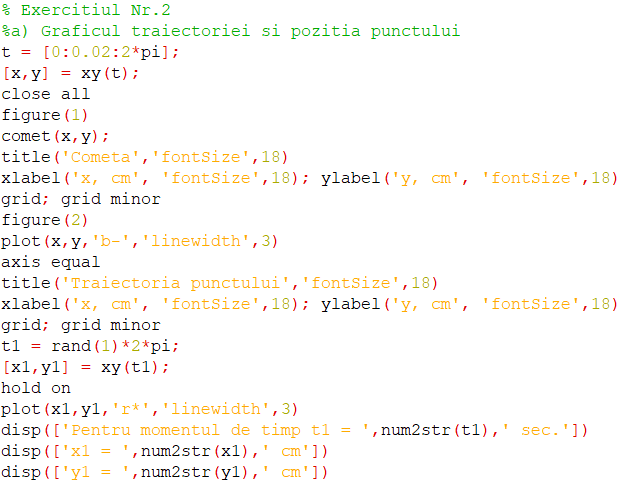 % Exercitiul Nr.2
%a) Graficul traiectoriei si pozitia punctului
t = [0:0.02:2*pi];
[x,y] = xy(t);
close all
figure(1)
comet(x,y);
title('Cometa','fontSize',18)
xlabel('x, cm', 'fontSize',18); ylabel('y, cm', 'fontSize',18)
grid; grid minor
figure(2)
plot(x,y,'b-','linewidth',3)
axis equal
title('Traiectoria punctului','fontSize',18)
xlabel('x, cm', 'fontSize',18); ylabel('y, cm', 'fontSize',18)
grid; grid minor
t1 = rand(1)*2*pi;
[x1,y1] = xy(t1);
hold on
plot(x1,y1,'r*','linewidth',3)
disp(['Pentru momentul de timp t1 = ',num2str(t1),' sec.'])
disp(['x1 = ',num2str(x1),' cm'])
disp(['y1 = ',num2str(y1),' cm'])